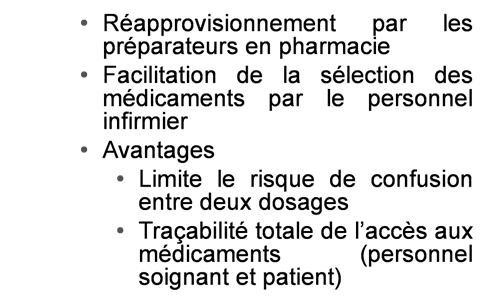 • Réapprovisionnement par les
préparateurs en pharmacie
• Facilitation de la sélection des
médicaments par le personnel
infirmier
• Avantages
• Limite le risque de confusion
entre deux dosages
• Traçabilité totale de l’accès aux
médicaments (personnel
soignant et patient)